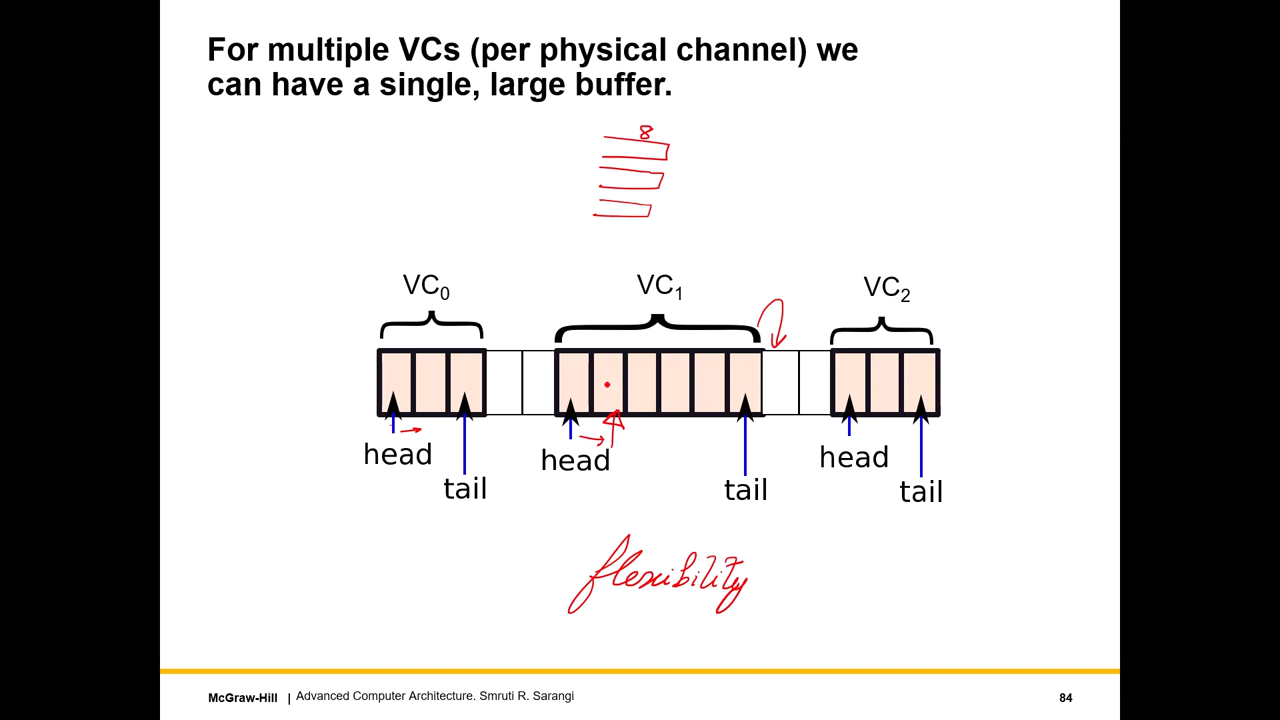 For multiple VCs (per physical channel) we
can have a single, large buffer.
8
VC0 VC1 VC2
head head head
tail tail tail
flexibility
McGraw-Hill | Advanced Computer Architecture. Smruti R. Sarangi 84